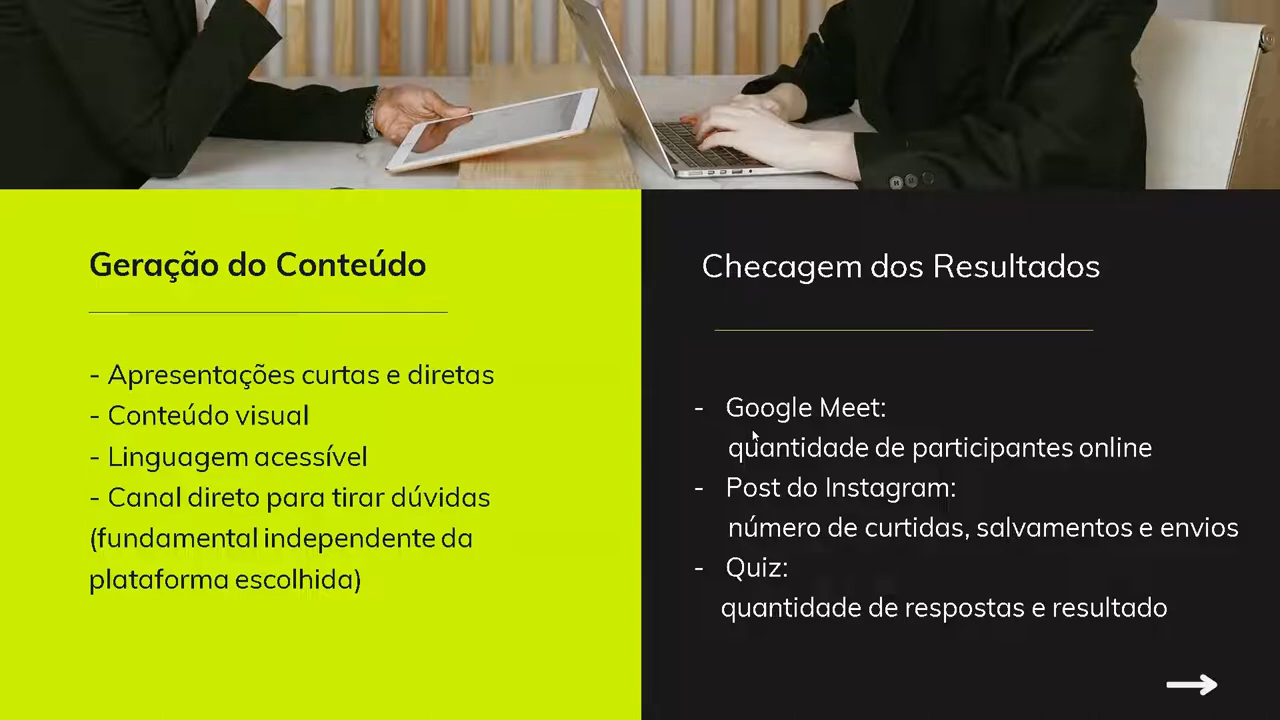 Geração do Conteúdo
- Apresentações curtas e diretas
- Conteúdo visual
- Linguagem acessível
- Canal direto para tirar dúvidas
(fundamental independente da
plataforma escolhida)
Checagem dos Resultados
- Google Meet:
quantidade de participantes online
- Post do Instagram:
número de curtidas, salvamentos e envios
- Quiz:
quantidade de respostas e resultado